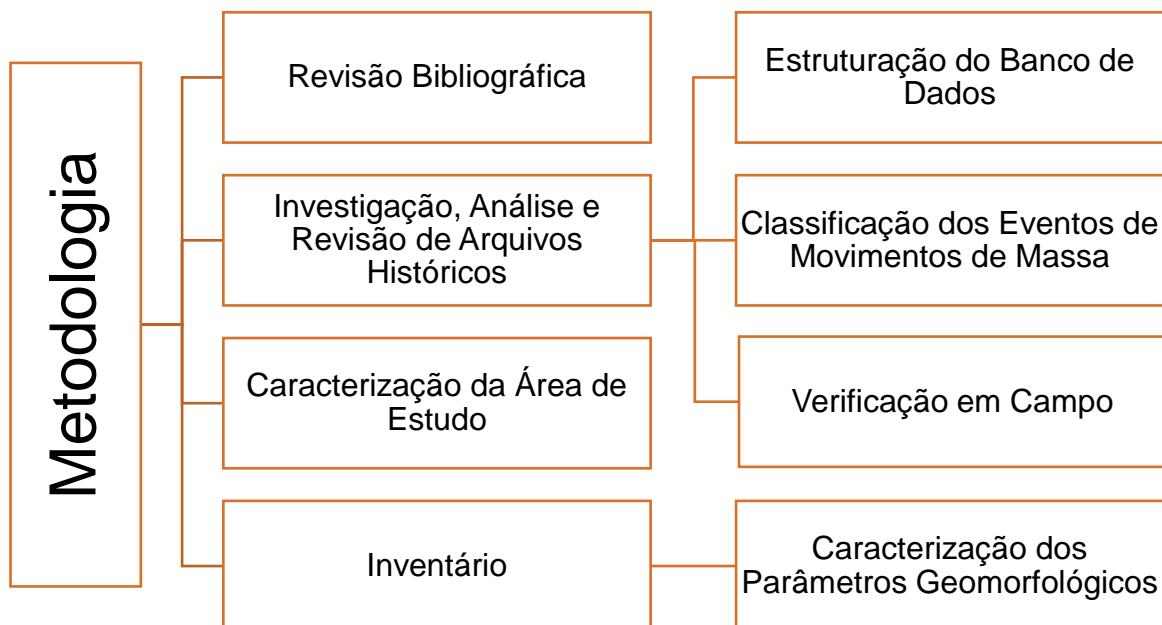 Metodologia
Revisão Bibliográfica
Investigação, Análise e
Revisão de Arquivos
Históricos
Caracterização da Área de
Estudo
Inventário
Estruturação do Banco de
Dados
Classificação dos Eventos de
Movimentos de Massa
Verificação em Campo
Caracterização dos
Parâmetros Geomorfológicos